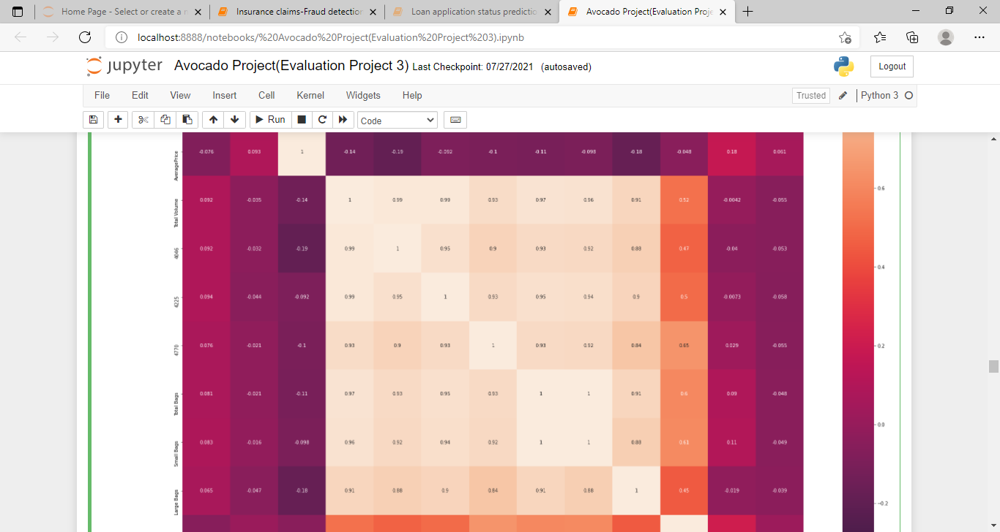 Home Page - Select or create a n
Insurance claims-Fraud detection
Loan application status predictio
Avocado Project(Evaluation Proje
localhost:8888/notebooks/%20Avocado%20Project(Evaluation%20Project%203).ipynb
jupyter Avocado Project(Evaluation Project 3) Last Checkpoint: 07/27/2021 (autosaved) Logout
File Edit View Insert Cell Kernel Widgets Help Trusted Python 3
Run Code
AveragePrice -0.076 0.093 1 -0.14 -0.19 -0.092 -0.1 -0.11 -0.098 -0.18 -0.048 0.18 0.061
Total Volume 0.092 -0.035 -0.14 1 0.99 0.99 0.93 0.97 0.96 0.91 0.52 -0.0042 -0.055
4046 0.092 -0.032 -0.19 0.99 1 0.95 0.9 0.93 0.92 0.88 0.47 -0.04 -0.053
4225 0.094 -0.044 -0.092 0.99 0.95 1 0.93 0.95 0.94 0.9 0.5 -0.0073 -0.058
4770 0.076 -0.021 -0.1 0.93 0.9 0.93 1 0.93 0.92 0.84 0.65 0.029 -0.055
Total Bags 0.081 -0.021 -0.11 0.97 0.93 0.95 0.93 1 1 0.91 0.6 0.09 -0.048
Small Bags 0.083 -0.016 -0.098 0.96 0.92 0.94 0.92 1 1 0.88 0.61 0.11 -0.049
Large Bags 0.065 -0.047 -0.18 0.91 0.88 0.9 0.84 0.91 0.88 1 0.45 -0.019 -0.039
0.6
0.4
0.2
0.0
-0.2